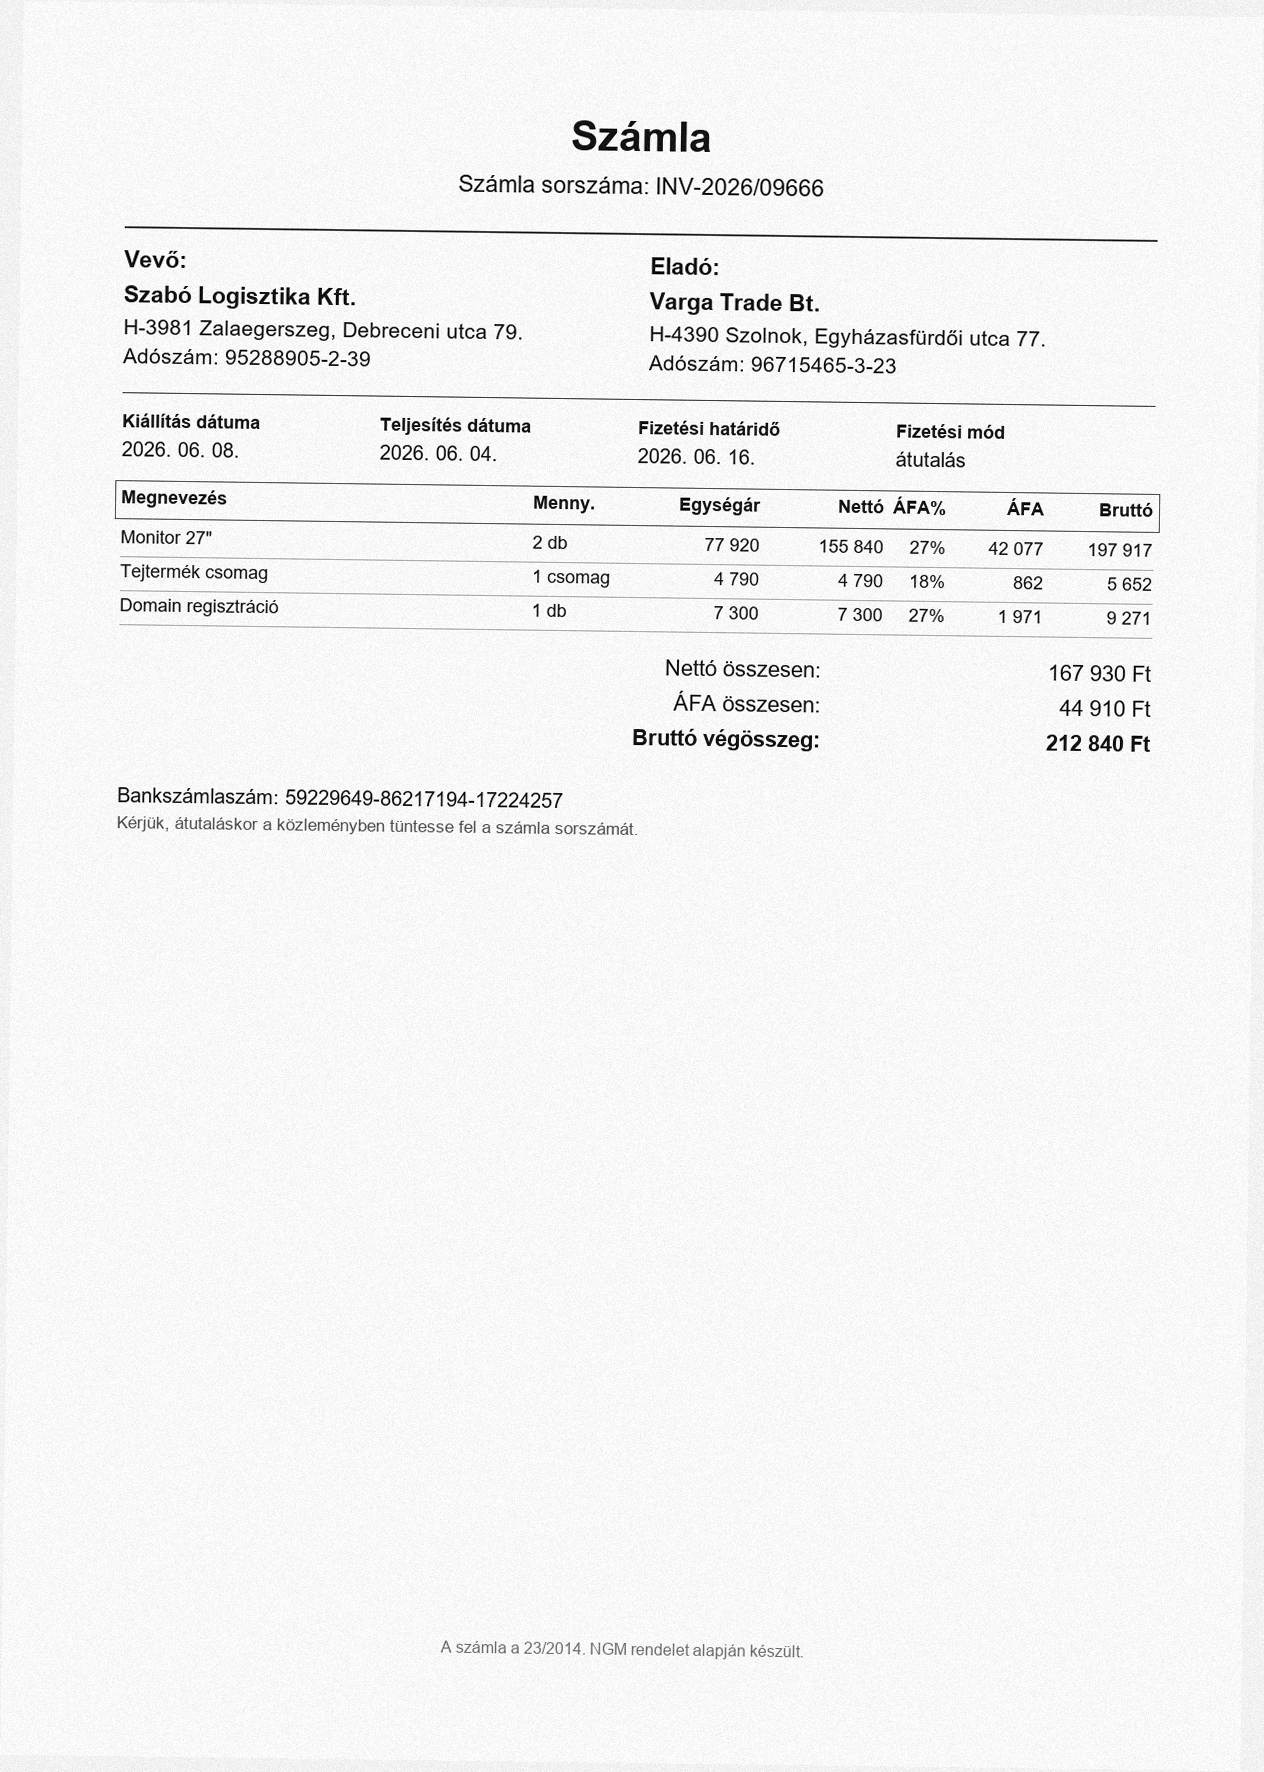 Számla
Számla sorszáma: INV-2026/09666
Vevő:
Szabó Logisztika Kft.
H-3981 Zalaegerszeg, Debreceni utca 79.
Adószám: 95288905-2-39
Eladó:
Varga Trade Bt.
H-4390 Szolnok, Egyházasfürdői utca 77.
Adószám: 96715465-3-23
Kiállítás dátuma
2026. 06. 08.
Teljesítés dátuma
2026. 06. 04.
Fizetési határidő
2026. 06. 16.
Fizetési mód
átutalás
Megnevezés Menny. Egységár Nettó ÁFA% ÁFA Bruttó
Monitor 27" 2 db 77 920 155 840 27% 42 077 197 917
Tejtermék csomag 1 csomag 4 790 4 790 18% 862 5 652
Domain regisztráció 1 db 7 300 7 300 27% 1 971 9 271
Nettó összesen: 167 930 Ft
ÁFA összesen: 44 910 Ft
Bruttó végösszeg: 212 840 Ft
Bankszámlaszám: 59229649-86217194-17224257
Kérjük, átutaláskor a közleményben tüntesse fel a számla sorszámát.
A számla a 23/2014. NGM rendelet alapján készült.